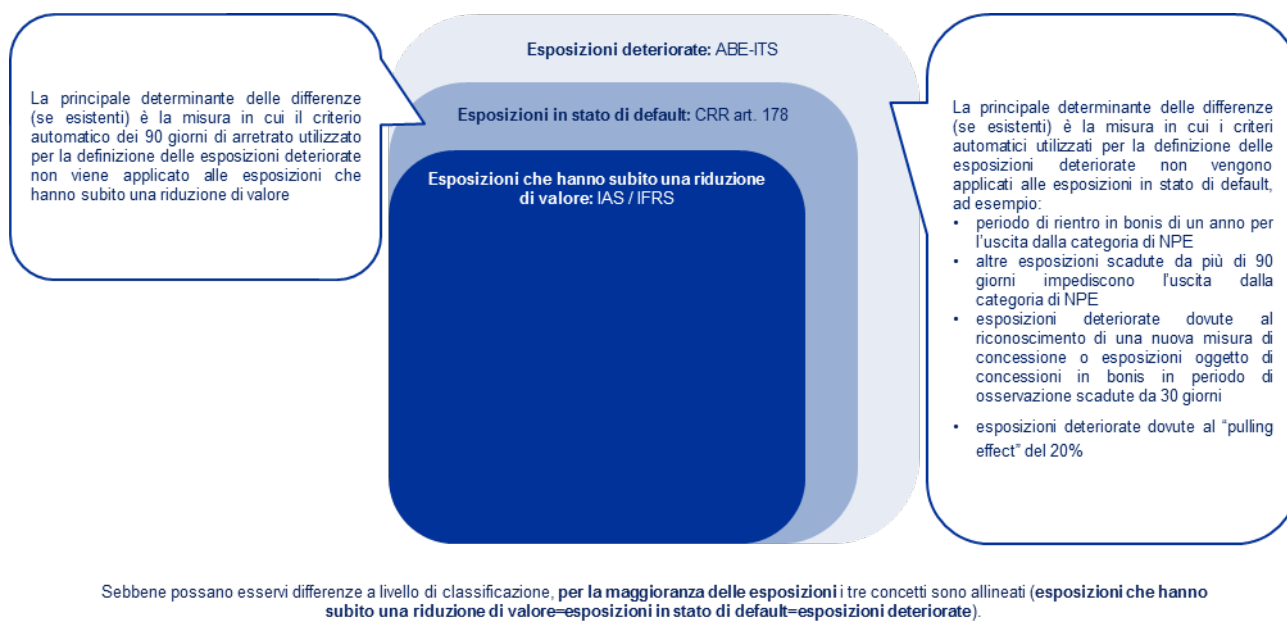 La principale determinante delle differenze
(se esistenti) è la misura in cui il criterio
automatico dei 90 giorni di arretrato utilizzato
per la definizione delle esposizioni deteriorate
non viene applicato alle esposizioni che
hanno subito una riduzione di valore
Esposizioni deteriorate: ABE-ITS
Esposizioni in stato di default: CRR art. 178
Esposizioni che hanno subito una riduzione
di valore: IAS / IFRS
La principale determinante delle differenze
(se esistenti) è la misura in cui i criteri
automatici utilizzati per la definizione delle
esposizioni deteriorate non vengono
applicati alle esposizioni in stato di default,
ad esempio:
• periodo di rientro in bonis di un anno per
l'uscita dalla categoria di NPE
• altre esposizioni scadute da più di 90
giorni impediscono l'uscita dalla
categoria di NPE
• esposizioni deteriorate dovute al
riconoscimento di una nuova misura di
concessione o esposizioni oggetto di
concessioni in bonis in periodo di
osservazione scadute da 30 giorni
• esposizioni deteriorate dovute al “pulling
effect” del 20%
Sebbene possano esservi differenze a livello di classificazione, per la maggioranza delle esposizioni i tre concetti sono allineati (esposizioni che hanno
subito una riduzione di valore=esposizioni in stato di default=esposizioni deteriorate).